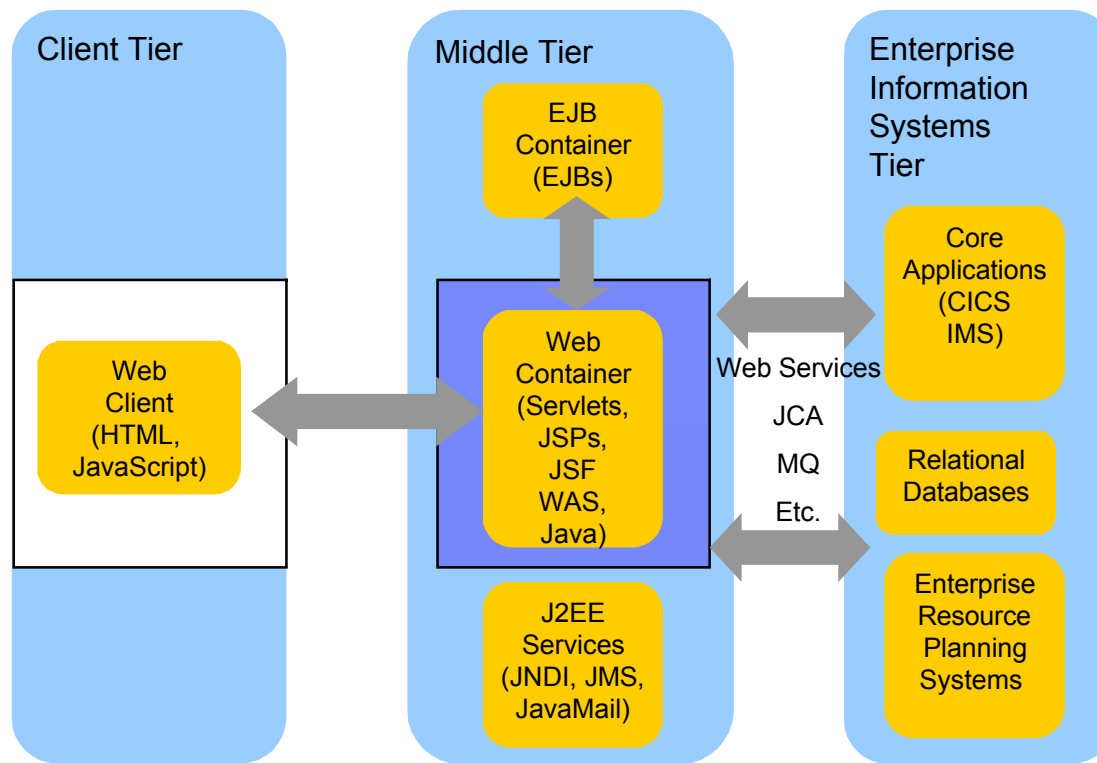 Client Tier
Web
Client
(HTML,
JavaScript)
Middle Tier
EJB
Container
(EJBs)
Web
Container
(Servlets,
JSPs,
JSF
WAS,
Java)
J2EE
Services
(JNDI, JMS,
JavaMail)
Web Services
JCA
MQ
Etc.
Enterprise
Information
Systems
Tier
Core
Applications
(CICS
IMS)
Relational
Databases
Enterprise
Resource
Planning
Systems